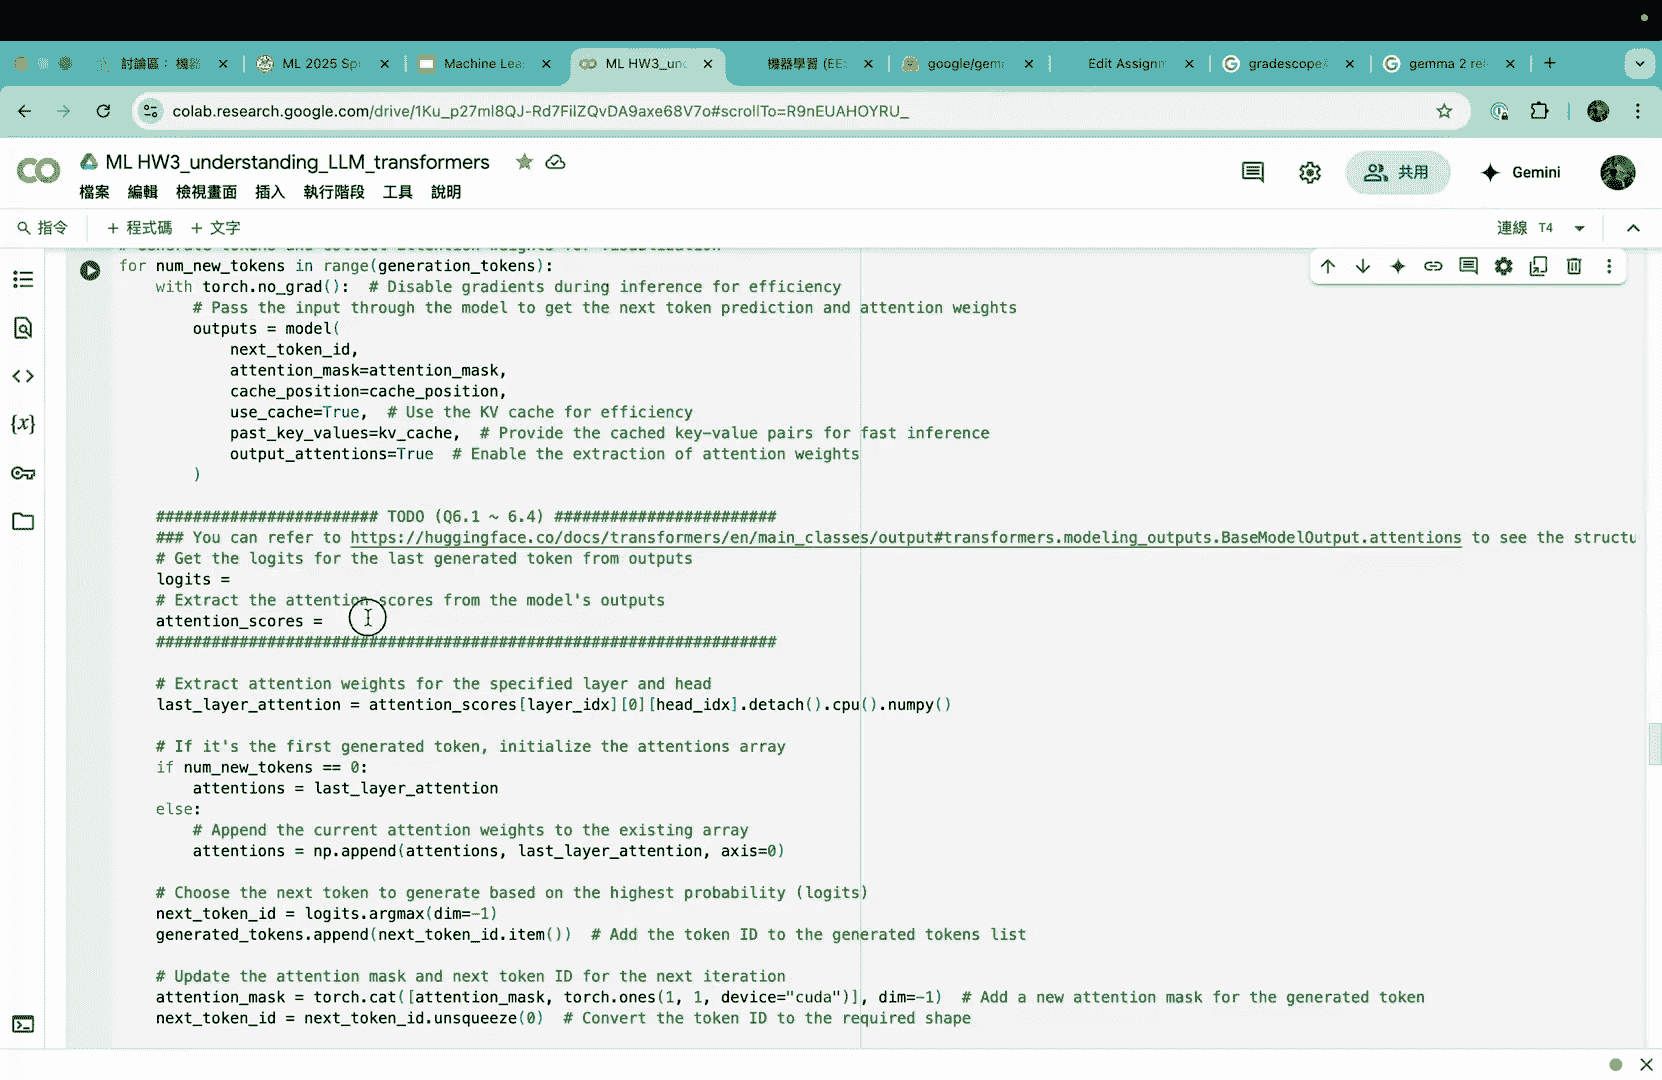 討論區：機器
ML 2025 Sp
Machine Lea
ML HW3_un
機器學習 (EE
google/gem
Edit Assignm
gradescope
gemma 2 re
colab.research.google.com/drive/1Ku_p27ml8QJ-Rd7FiIZQvDA9axe68V7o#scrollTo=R9nEUAHOYRU_
ML HW3_understanding_LLM_transformers
共用
Gemini
檔案 編輯 檢視畫面 插入 執行階段 工具 說明
指令 + 程式碼 + 文字
連線 T4
# Generate tokens and collect attention weights for visualization
for num_new_tokens in range(generation_tokens):
with torch.no_grad(): # Disable gradients during inference for efficiency
# Pass the input through the model to get the next token prediction and attention weights
outputs = model(
next_token_id,
attention_mask=attention_mask,
cache_position=cache_position,
use_cache=True, # Use the KV cache for efficiency
past_key_values=kv_cache, # Provide the cached key-value pairs for fast inference
output_attentions=True # Enable the extraction of attention weights
)
######################## TODO (Q6.1 ~ 6.4) ########################
### You can refer to https://huggingface.co/docs/transformers/en/main_classes/output#transformers.modeling_outputs.BaseModelOutput.attentions to see the structu
# Get the logits for the last generated token from outputs
logits =
# Extract the attention scores from the model's outputs
attention_scores =
###################################################################
# Extract attention weights for the specified layer and head
last_layer_attention = attention_scores[layer_idx][0][head_idx].detach().cpu().numpy()
# If it's the first generated token, initialize the attentions array
if num_new_tokens == 0:
attentions = last_layer_attention
else:
# Append the current attention weights to the existing array
attentions = np.append(attentions, last_layer_attention, axis=0)
# Choose the next token to generate based on the highest probability (logits)
next_token_id = logits.argmax(dim=-1)
generated_tokens.append(next_token_id.item()) # Add the token ID to the generated tokens list
# Update the attention mask and next token ID for the next iteration
attention_mask = torch.cat([attention_mask, torch.ones(1, 1, device="cuda")], dim=-1) # Add a new attention mask for the generated token
next_token_id = next_token_id.unsqueeze(0) # Convert the token ID to the required shape